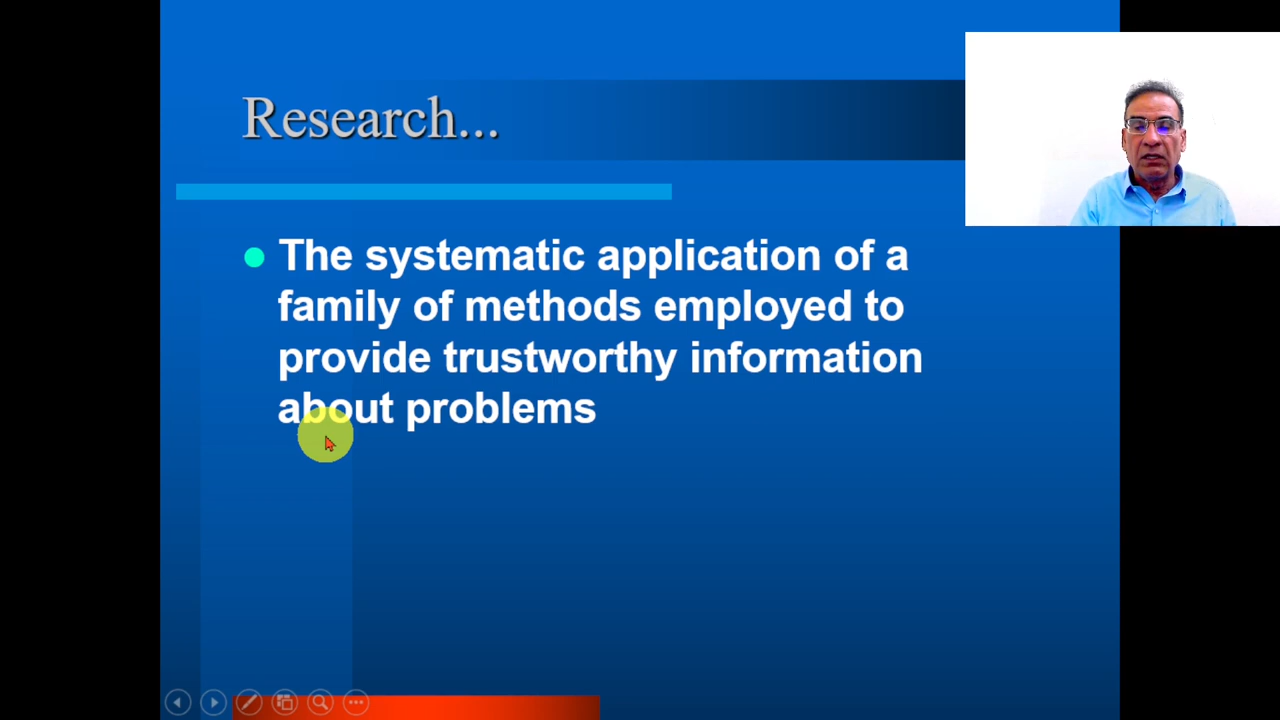 Research...
The systematic application of a
family of methods employed to
provide trustworthy information
about problems